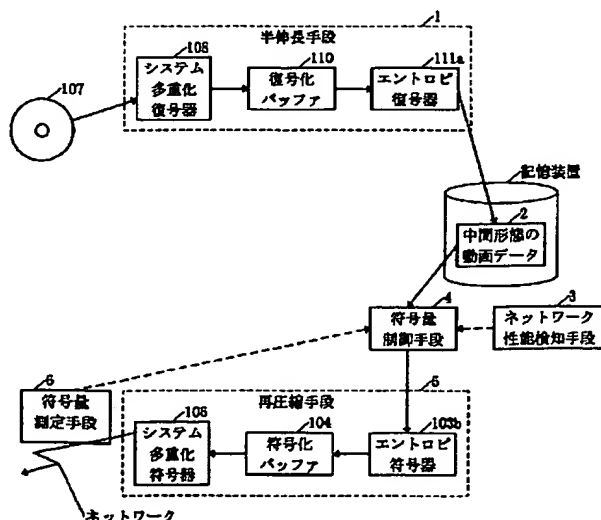 1
半伸長手段
108
システム
多重化
復号器
110
復号化
バッファ
111a
エントロピ
復号器
107
記憶装置
2
中間形態の
動画データ
4
符号量
制御手段
3
ネットワーク
性能検知手段
6
符号量
測定手段
5
再圧縮手段
106
システム
多重化
符号器
104
符号化
バッファ
103b
エントロピ
符号器
ネットワーク